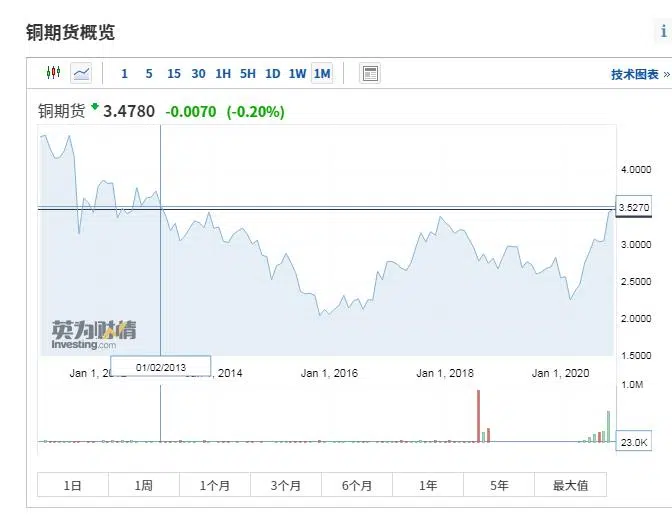 铜期货概览
i
1 5 15 30 1H 5H 1D 1W 1M
技术图表 »
铜期货 3.4780 -0.0070 (-0.20%)
4.0000
3.5270
3.0000
2.5000
2.0000
1.5000
英为财情
Investing.com
01/02/2013
Jan 1, 2014 Jan 1, 2016 Jan 1, 2018 Jan 1, 2020
1.0M
23.0K
1日 1周 1个月 3个月 6个月 1年 5年 最大值